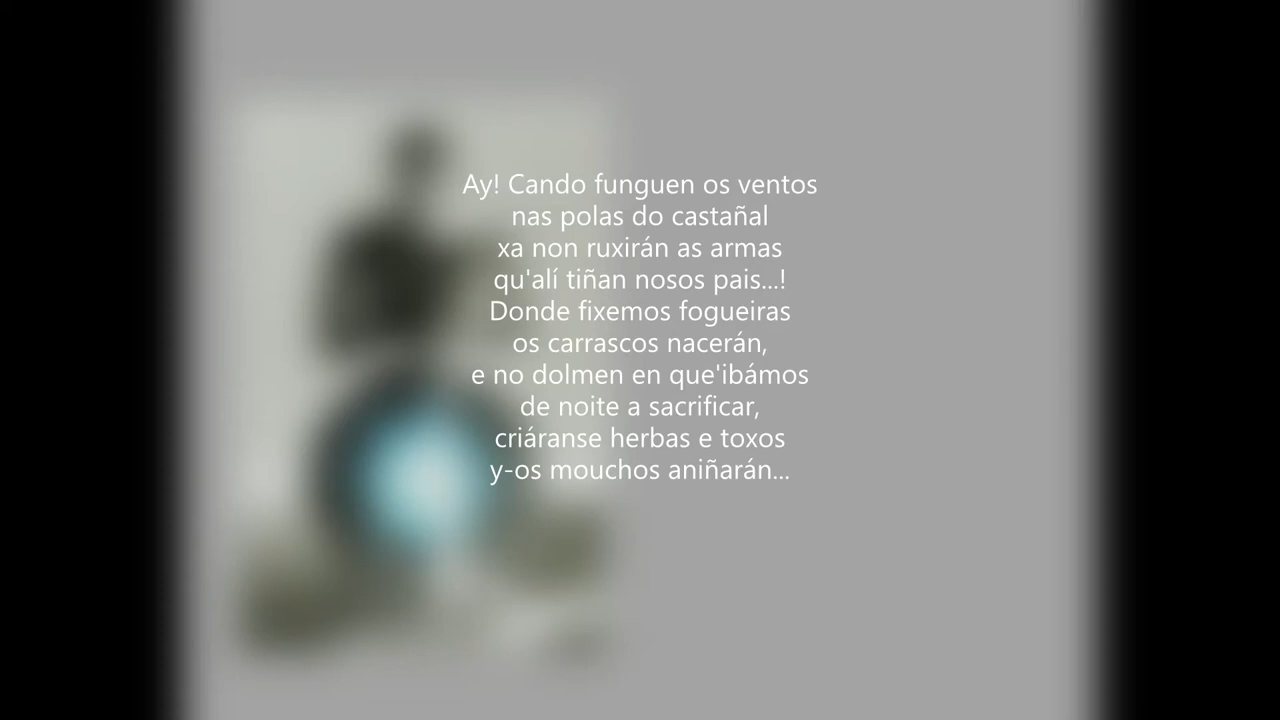 Ay! Cando funguen os ventos
nas polas do castañal
xa non ruxirán as armas
qu'alí tiñan nosos pais...!
Donde fixemos fogueiras
os carrascos nacerán,
e no dolmen en que'ibámos
de noite a sacrificar,
criáranse herbas e toxos
y-os mouchos aniñarán...